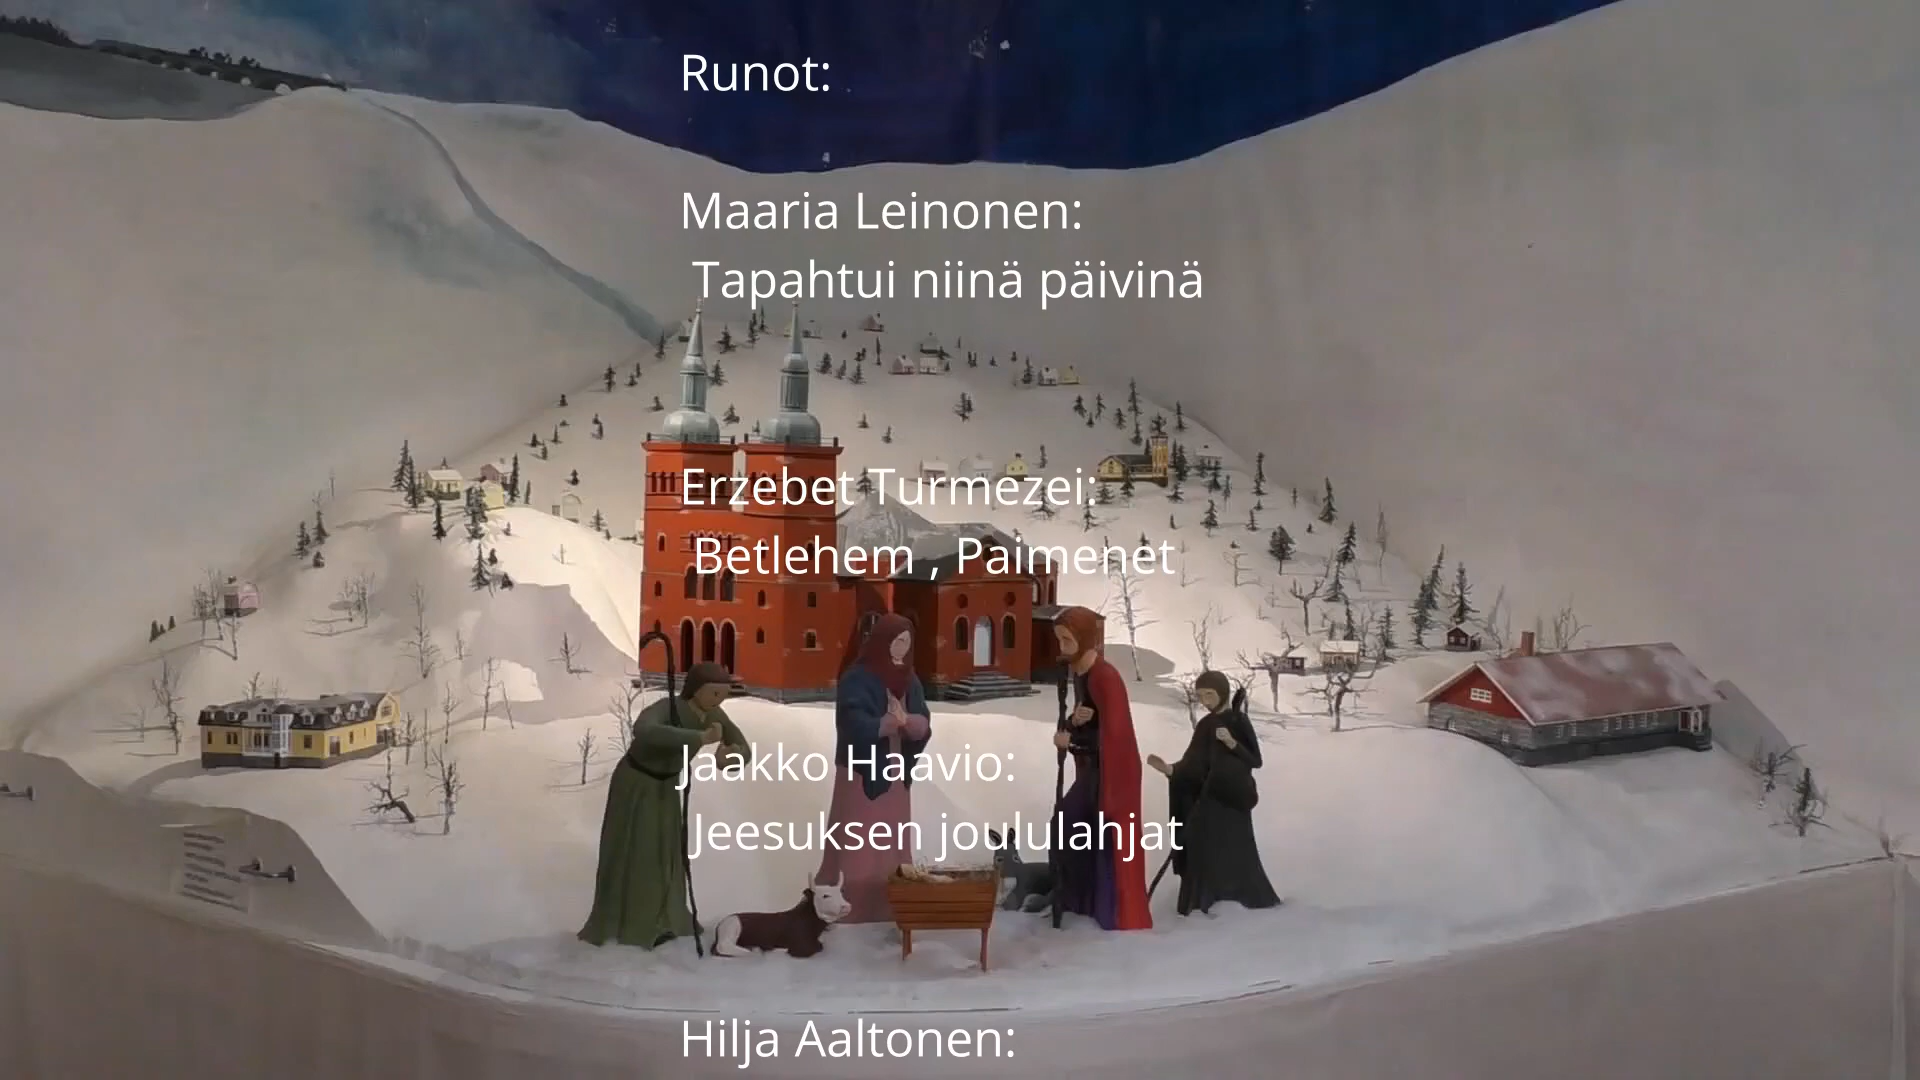 Runot:
Maaria Leinonen:
Tapahtui niinä päivinä
Erzebet Turmezei:
Betlehem , Paimenet
Jaakko Haavio:
Jeesuksen joululahjat
Hilja Aaltonen: